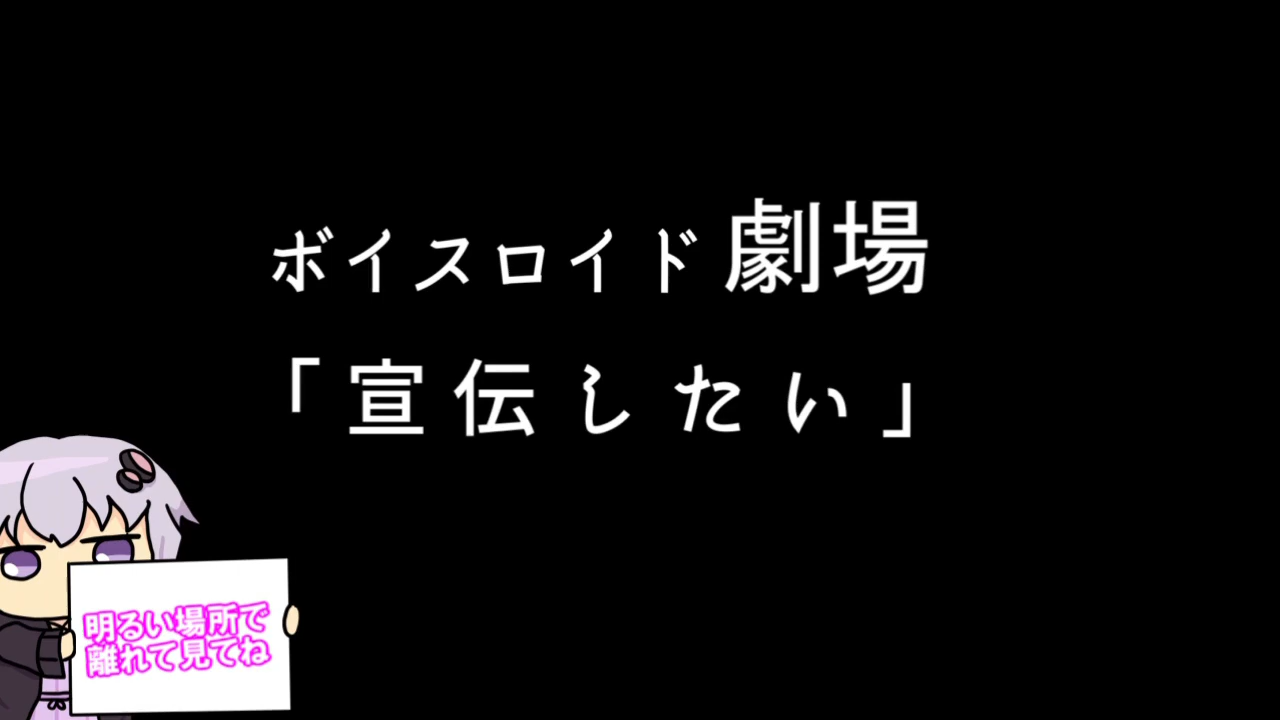 ボイスロイド劇場
「宣伝したい」
明るい場所で
離れて見てね